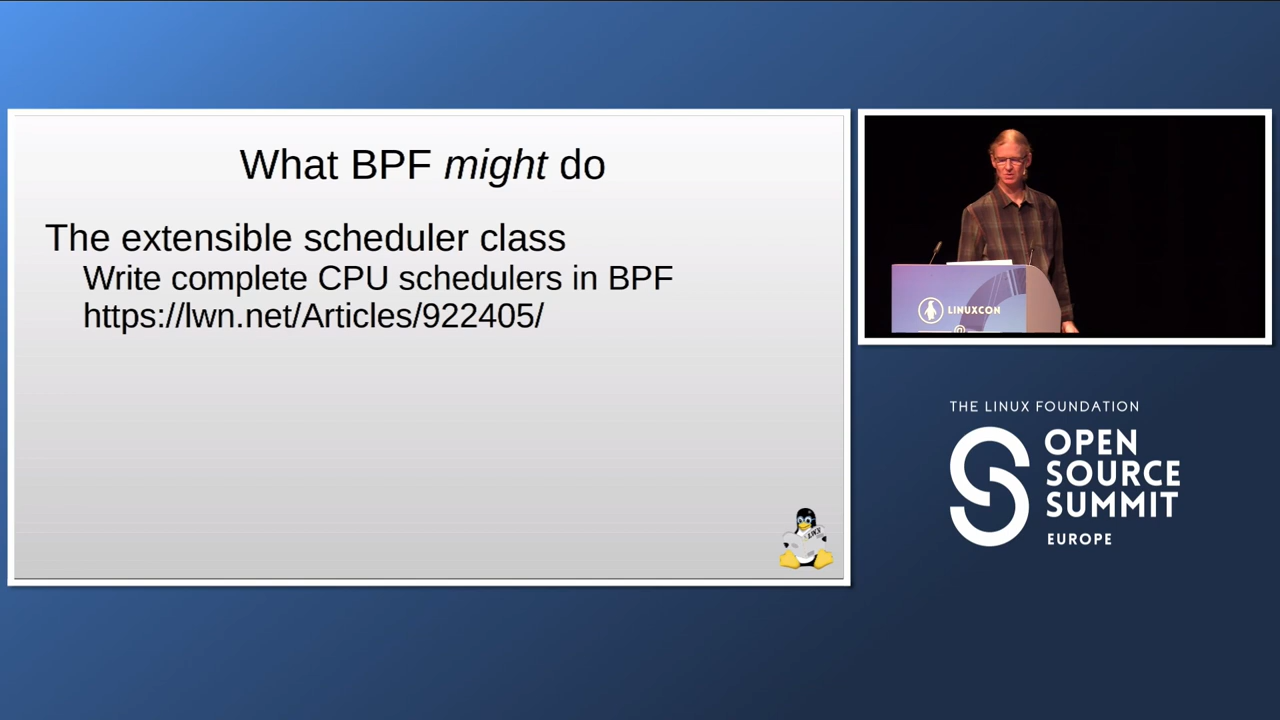 What BPF might do
The extensible scheduler class
Write complete CPU schedulers in BPF
https://lwn.net/Articles/922405/
LWN
LINUXCON
@
THE LINUX FOUNDATION
OPEN
SOURCE
SUMMIT
EUROPE